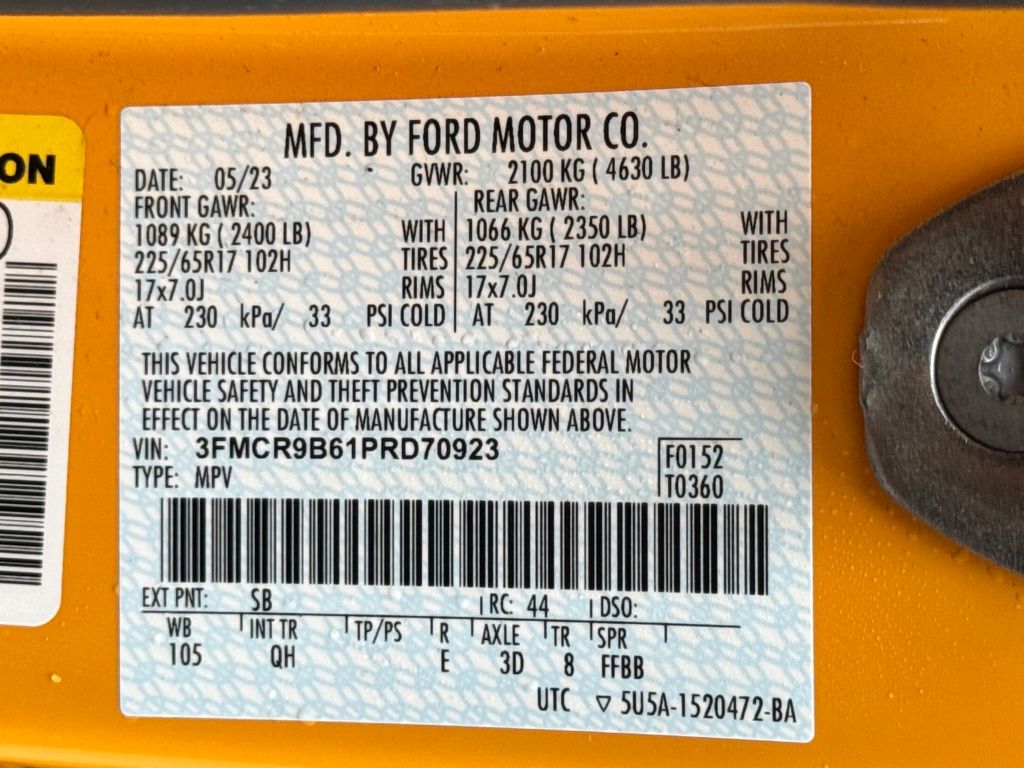 ON
MFD. BY FORD MOTOR CO.
DATE: 05/23 GVWR: 2100 KG ( 4630 LB)
FRONT GAWR: REAR GAWR:
1089 KG ( 2400 LB) WITH 1066 KG ( 2350 LB) WITH
225/65R17 102H TIRES 225/65R17 102H TIRES
17x7.0J RIMS 17x7.0J RIMS
AT 230 kPa/ 33 PSI COLD AT 230 kPa/ 33 PSI COLD
THIS VEHICLE CONFORMS TO ALL APPLICABLE FEDERAL MOTOR
VEHICLE SAFETY AND THEFT PREVENTION STANDARDS IN
EFFECT ON THE DATE OF MANUFACTURE SHOWN ABOVE.
VIN: 3FMCR9B61PRD70923
F0152
TYPE: MPV
T0360
EXT PNT: SB RC: 44 DSO:
WB INT TR TP/PS R AXLE TR SPR
105 QH E 3D 8 FFBB
UTC ▽ 5U5A-1520472-BA